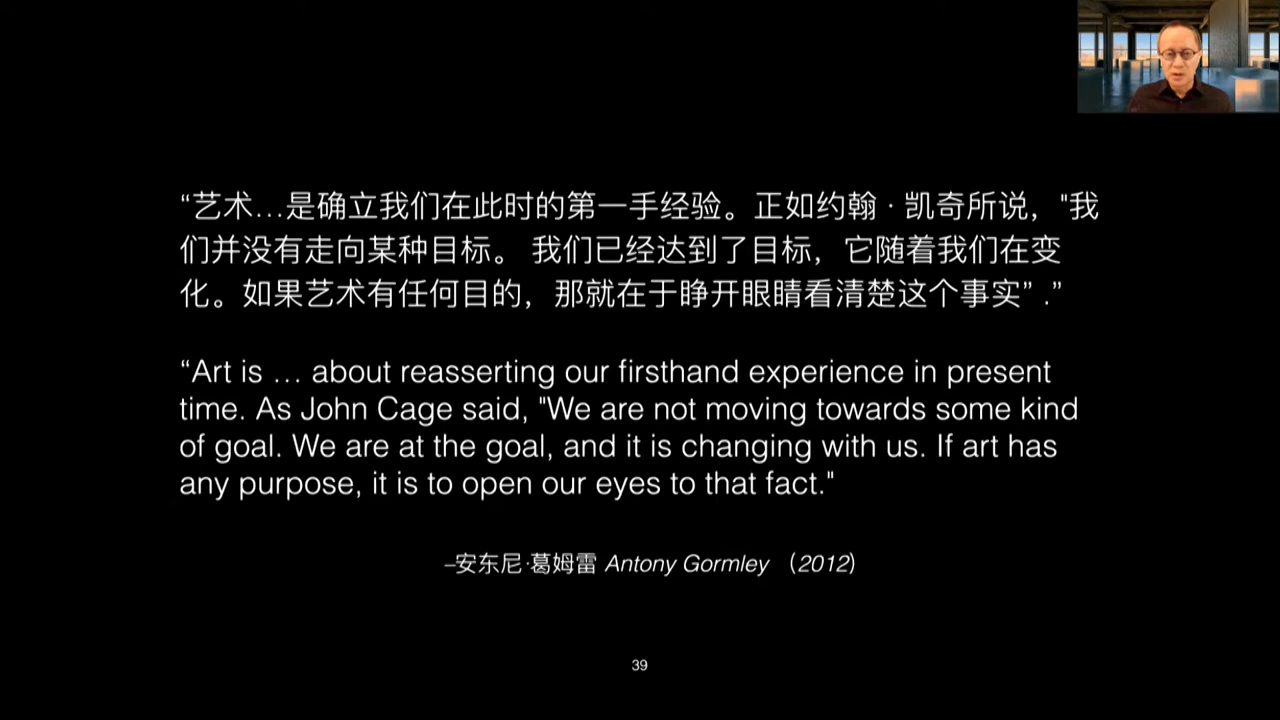 “艺术…是确立我们在此时的第一手经验。正如约翰 · 凯奇所说，"我
们并没有走向某种目标。 我们已经达到了目标，它随着我们在变
化。如果艺术有任何目的，那就在于睁开眼睛看清楚这个事实” .”
“Art is … about reasserting our firsthand experience in present
time. As John Cage said, "We are not moving towards some kind
of goal. We are at the goal, and it is changing with us. If art has
any purpose, it is to open our eyes to that fact."
–安东尼·葛姆雷 Antony Gormley （2012)
39